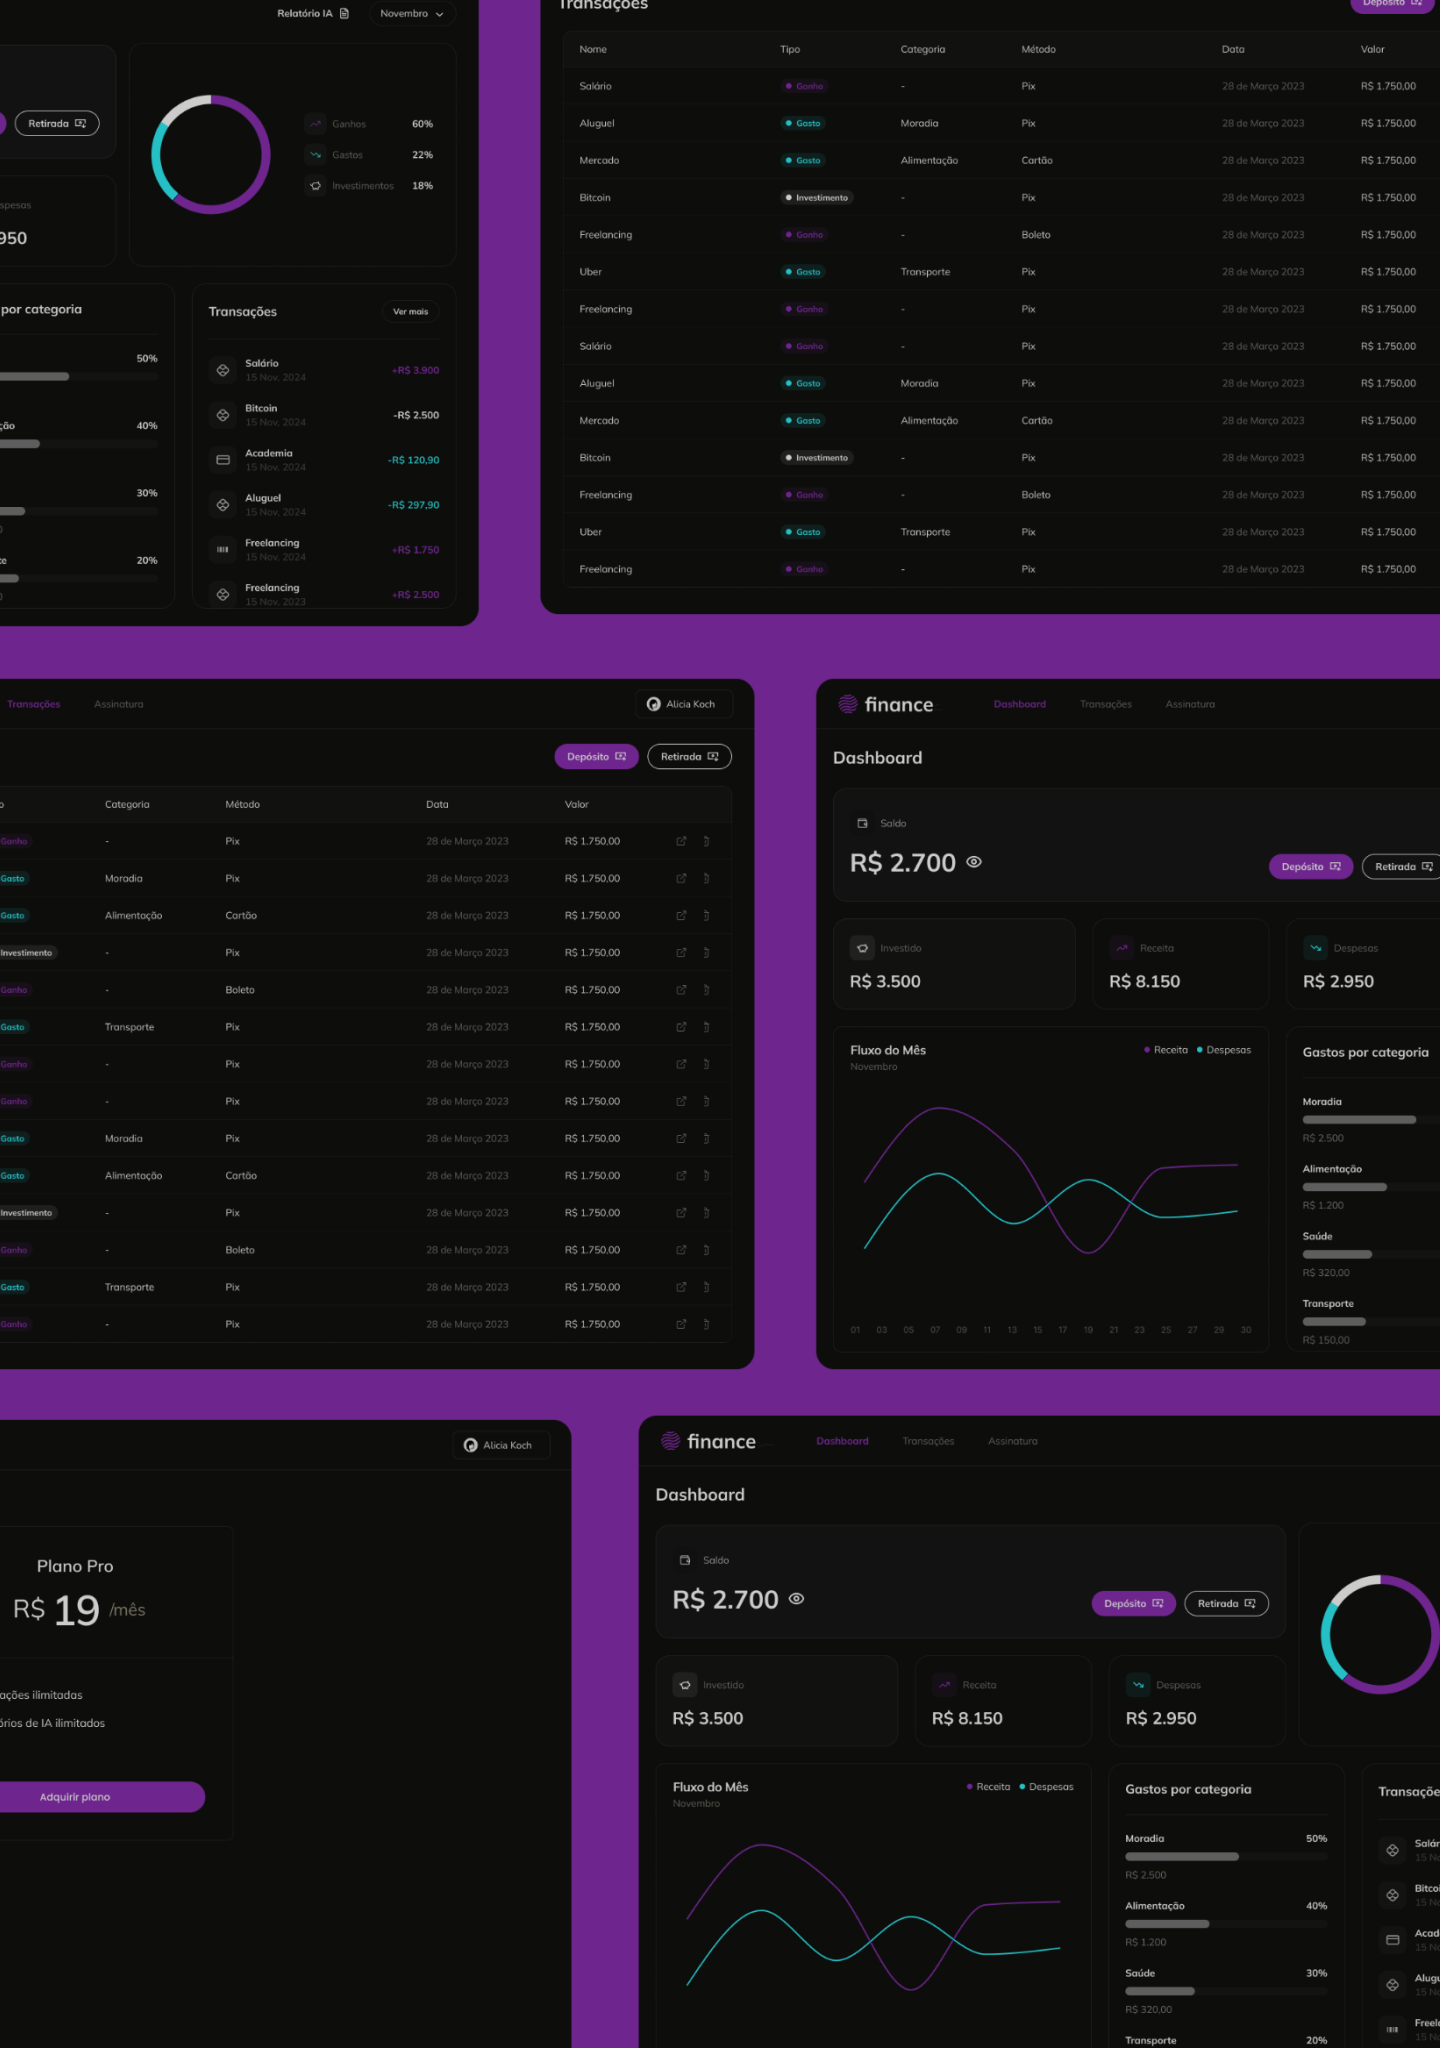 Relatório IA
Novembro
Retirada
Ganhos 60%
Gastos 22%
Investimentos 18%
950
por categoria
50%
40%
30%
20%
Transações
Ver mais
Salário
15 Nov, 2024
+R$ 3.900
Bitcoin
15 Nov, 2024
-R$ 2.500
Academia
15 Nov, 2024
-R$ 120,90
Aluguel
15 Nov, 2024
-R$ 297,90
Freelancing
15 Nov, 2024
+R$ 1.750
Freelancing
15 Nov, 2023
+R$ 2.500
Transações
Depósito
Nome Tipo Categoria Método Data Valor
Salário Ganho - Pix 28 de Março 2023 R$ 1.750,00
Aluguel Gasto Moradia Pix 28 de Março 2023 R$ 1.750,00
Mercado Gasto Alimentação Cartão 28 de Março 2023 R$ 1.750,00
Bitcoin Investimento - Pix 28 de Março 2023 R$ 1.750,00
Freelancing Ganho - Boleto 28 de Março 2023 R$ 1.750,00
Uber Gasto Transporte Pix 28 de Março 2023 R$ 1.750,00
Freelancing Ganho - Pix 28 de Março 2023 R$ 1.750,00
Salário Ganho - Pix 28 de Março 2023 R$ 1.750,00
Aluguel Gasto Moradia Pix 28 de Março 2023 R$ 1.750,00
Mercado Gasto Alimentação Cartão 28 de Março 2023 R$ 1.750,00
Bitcoin Investimento - Pix 28 de Março 2023 R$ 1.750,00
Freelancing Ganho - Boleto 28 de Março 2023 R$ 1.750,00
Uber Gasto Transporte Pix 28 de Março 2023 R$ 1.750,00
Freelancing Ganho - Pix 28 de Março 2023 R$ 1.750,00
Transações Assinatura Alicia Koch
Depósito Retirada
Categoria Método Data Valor
Ganho - Pix 28 de Março 2023 R$ 1.750,00
Gasto Moradia Pix 28 de Março 2023 R$ 1.750,00
Gasto Alimentação Cartão 28 de Março 2023 R$ 1.750,00
Investimento - Pix 28 de Março 2023 R$ 1.750,00
Ganho - Boleto 28 de Março 2023 R$ 1.750,00
Gasto Transporte Pix 28 de Março 2023 R$ 1.750,00
Ganho - Pix 28 de Março 2023 R$ 1.750,00
Ganho - Pix 28 de Março 2023 R$ 1.750,00
Gasto Moradia Pix 28 de Março 2023 R$ 1.750,00
Gasto Alimentação Cartão 28 de Março 2023 R$ 1.750,00
Investimento - Pix 28 de Março 2023 R$ 1.750,00
Ganho - Boleto 28 de Março 2023 R$ 1.750,00
Gasto Transporte Pix 28 de Março 2023 R$ 1.750,00
Ganho - Pix 28 de Março 2023 R$ 1.750,00
finance Dashboard Transações Assinatura
Dashboard
Saldo
R$ 2.700
Depósito Retirada
Investido
R$ 3.500
Receita
R$ 8.150
Despesas
R$ 2.950
Fluxo do Mês
Novembro
Receita Despesas
01 03 05 07 09 11 13 15 17 19 21 23 25 27 29 30
Gastos por categoria
Moradia
R$ 2.500
Alimentação
R$ 1.200
Saúde
R$ 320,00
Transporte
R$ 150,00
Alicia Koch
Plano Pro
R$ 19 /mês
ações ilimitadas
órios de IA ilimitados
Adquirir plano
finance Dashboard Transações Assinatura
Dashboard
Saldo
R$ 2.700
Depósito Retirada
Investido
R$ 3.500
Receita
R$ 8.150
Despesas
R$ 2.950
Fluxo do Mês
Novembro
Receita Despesas
Gastos por categoria
Moradia 50%
R$ 2.500
Alimentação 40%
R$ 1.200
Saúde 30%
R$ 320,00
Transporte 20%
Transaçõe
Salár
15 No
Bitcoi
15 No
Acad
15 No
Alugu
15 No
Freel
15 No